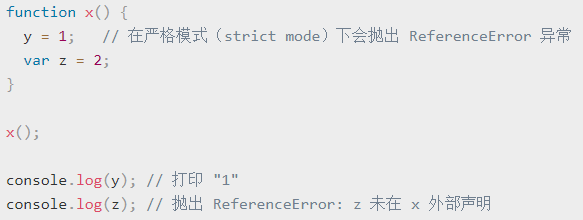 function x() {
  y = 1;   // 在严格模式（strict mode）下会抛出 ReferenceError 异常
  var z = 2;
}
x();
console.log(y); // 打印 "1"
console.log(z); // 抛出 ReferenceError: z 未在 x 外部声明